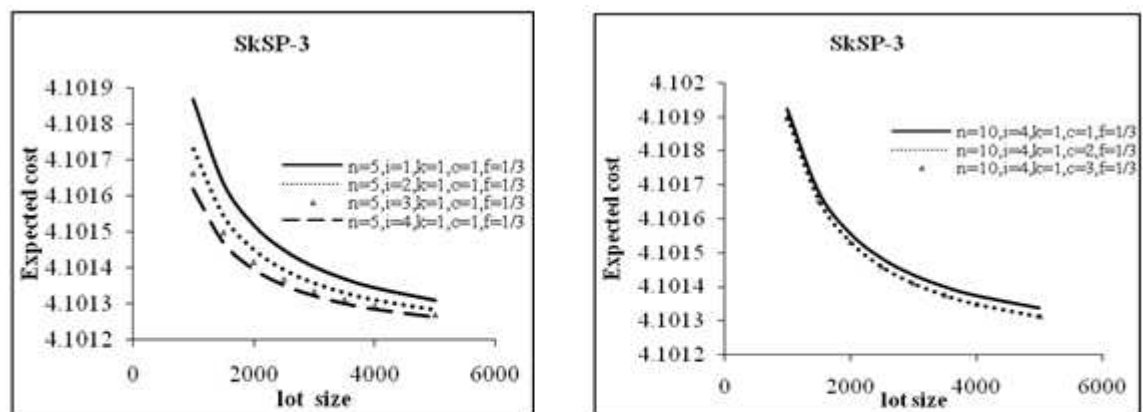 SkSP-3
4.1019
4.1018
4.1017
4.1016
4.1015
4.1014
4.1013
4.1012
Expected cost
n=5,i=1,k=1,c=1,f=1/3
n=5,i=2,k=1,c=1,f=1/3
n=5,i=3,k=1,c=1,f=1/3
n=5,i=4,k=1,c=1,f=1/3
0
2000
4000
6000
lot size
SkSP-3
4.102
4.1019
4.1018
4.1017
4.1016
4.1015
4.1014
4.1013
4.1012
Expected cost
n=10,i=4,k=1,c=1,f=1/3
n=10,i=4,k=1,c=2,f=1/3
n=10,i=4,k=1,c=3,f=1/3
0
2000
4000
6000
lot size